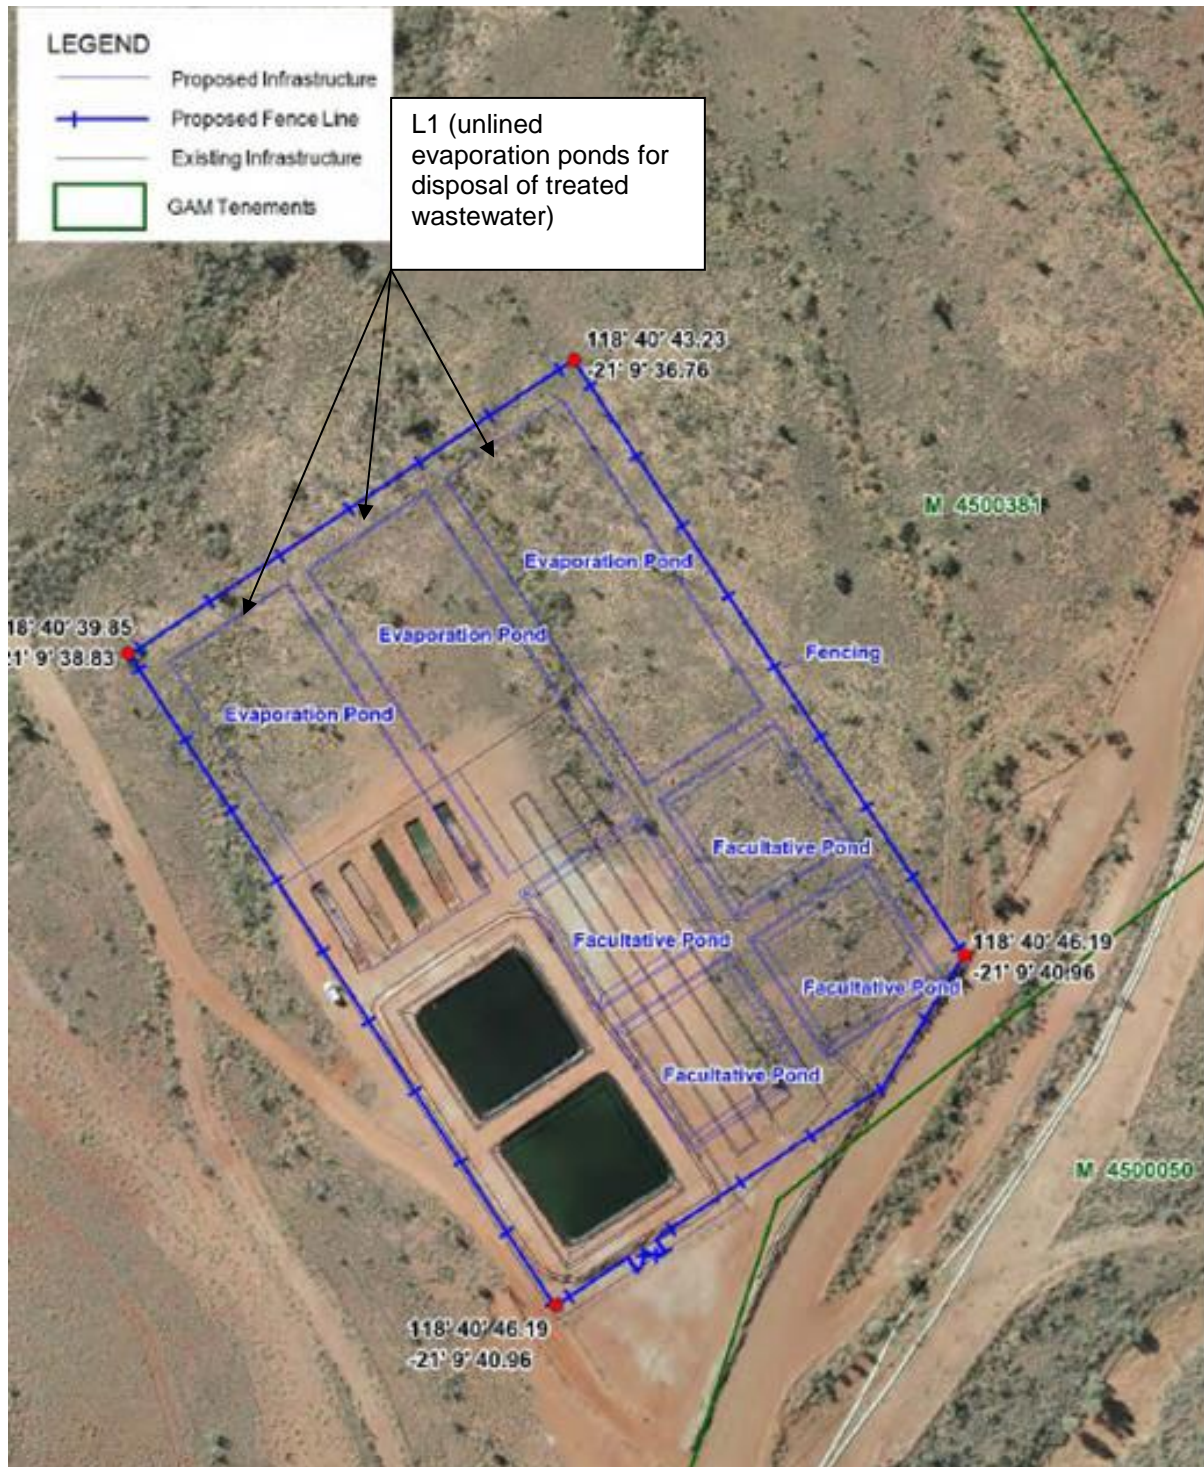 LEGEND
Proposed Infrastructure
Proposed Fence Line
Existing Infrastructure
GAM Tenements
L1 (unlined
evaporation ponds for
disposal of treated
wastewater)
118' 40' 43.23
-21' 9' 36.76
M 4500381
Evaporation Pond
18' 40' 39.85
1' 9' 38.83
Evaporation Pond
Fencing
Evaporation Pond
Facultative Pond
Facultative Pond
118' 40' 46.19
-21' 9' 40.96
Facultative Pond
Facultative Pond
M 4500050
118' 40' 46.19
-21' 9' 40.96